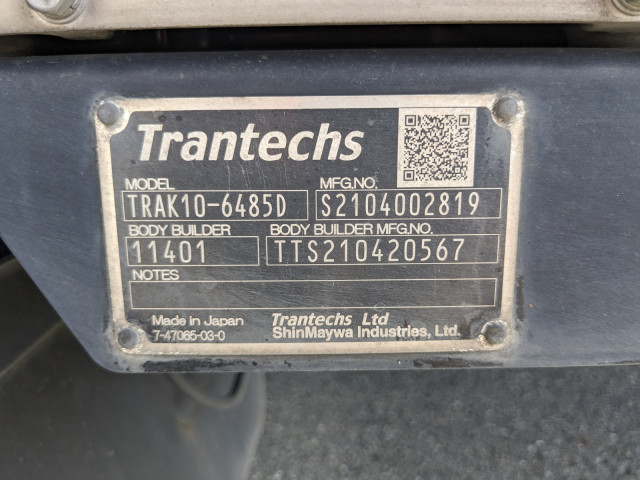 Trantechs
MODEL MFG.NO.
TRAK10-6485D S2104002819
BODY BUILDER BODY BUILDER MFG.NO.
11401 TTS210420567
NOTES
Made in Japan Trantechs Ltd
7-47065-03-0 ShinMaywa Industries, Ltd.